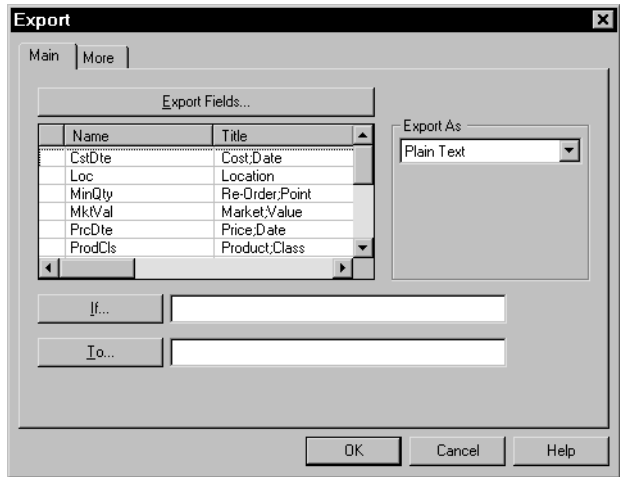 Export
Main More
Export Fields...
Name Title
CstDte Cost;Date
Loc Location
MinQty Re-Order;Point
MktVal Market;Value
PrcDte Price;Date
ProdCls Product;Class
Export As
Plain Text
If...
To...
OK Cancel Help